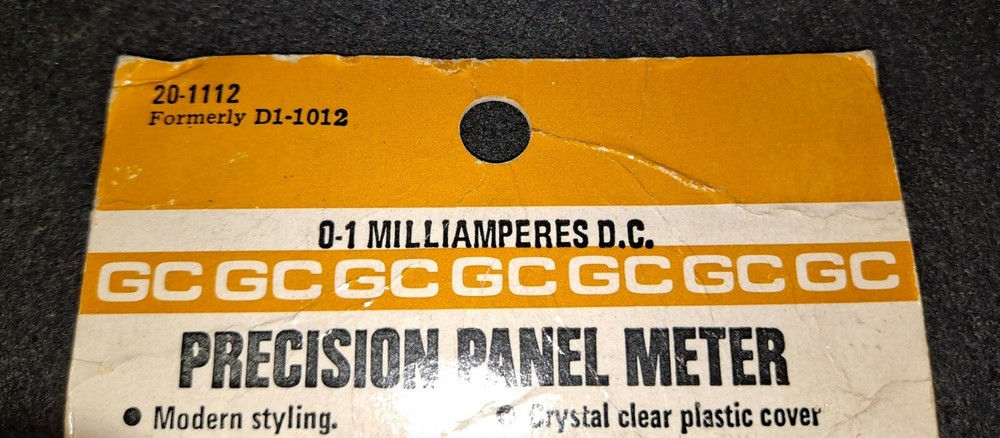 20-1112
Formerly D1-1012
0-1 MILLIAMPERES D.C.
GC GC GC GC GC GC GC
PRECISION PANEL METER
• Modern styling. • Crystal clear plastic cover